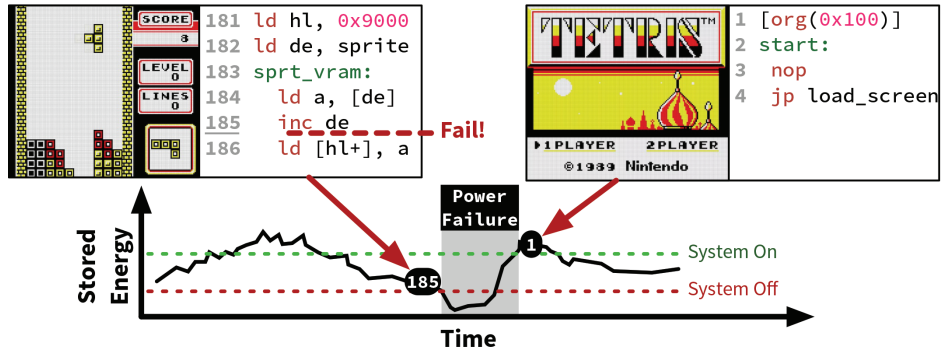 SCORE
3
LEVEL
0
LINES
0
181 ld hl, 0x9000
182 ld de, sprite
183 sprt_vram:
184 ld a, [de]
185 inc de
186 ld [hl+], a
Fail!
TETRIS™
▶1PLAYER 2PLAYER
©1989 Nintendo
1 [org(0x100)]
2 start:
3 nop
4 jp load_screen
Power
Failure
Stored
Energy
185
1
System On
System Off
Time